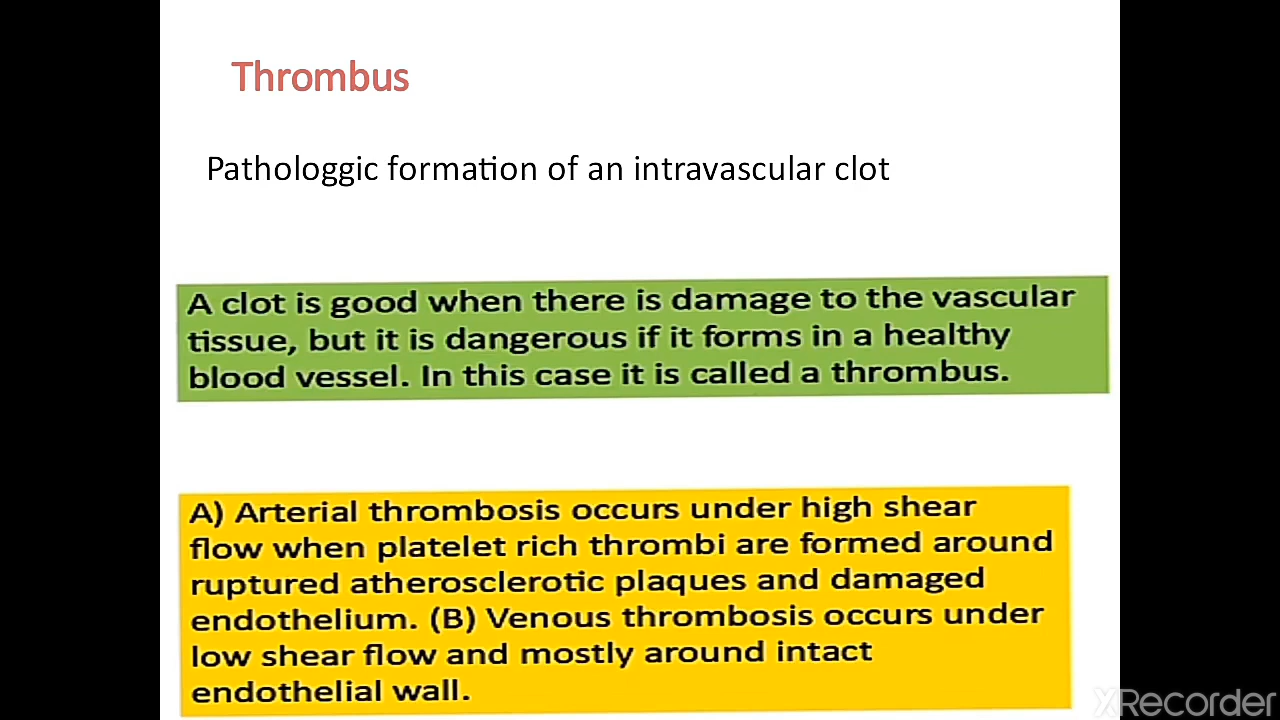 Thrombus
Pathologgic formation of an intravascular clot
A clot is good when there is damage to the vascular
tissue, but it is dangerous if it forms in a healthy
blood vessel. In this case it is called a thrombus.
A) Arterial thrombosis occurs under high shear
flow when platelet rich thrombi are formed around
ruptured atherosclerotic plaques and damaged
endothelium. (B) Venous thrombosis occurs under
low shear flow and mostly around intact
endothelial wall.
XRecorder